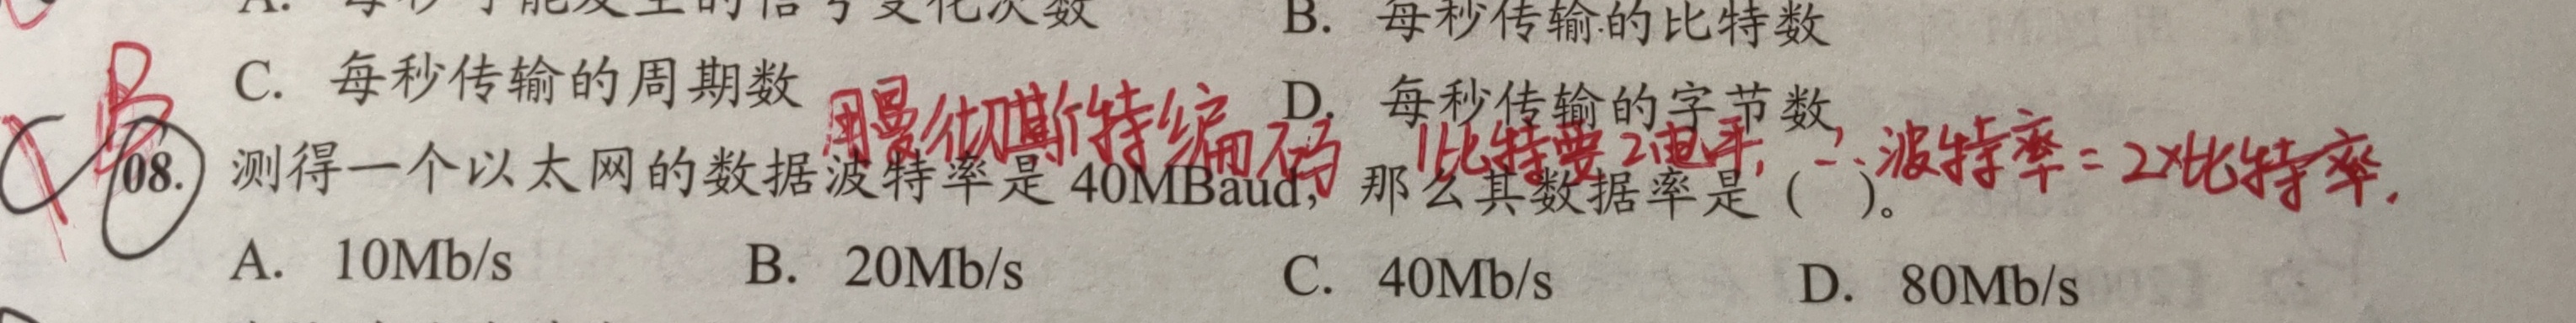 A. 每秒可能发生的信号变化次数 B. 每秒传输的比特数
C. 每秒传输的周期数 D. 每秒传输的字节数
B
用曼彻斯特编码 1比特要2电平, ∴波特率=2×比特率.
08. 测得一个以太网的数据波特率是 40MBaud, 那么其数据率是 ( )。
A. 10Mb/s B. 20Mb/s C. 40Mb/s D. 80Mb/s